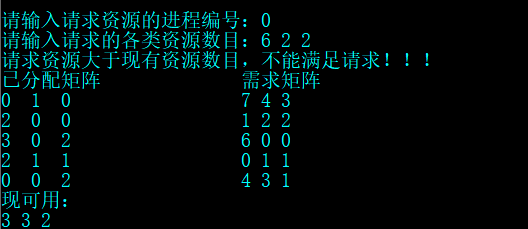 请输入请求资源的进程编号：0
请输入请求的各类资源数目：6 2 2
请求资源大于现有资源数目，不能满足请求！！！
已分配矩阵 需求矩阵
0 1 0 7 4 3
2 0 0 1 2 2
3 0 2 6 0 0
2 1 1 0 1 1
0 0 2 4 3 1
现可用：
3 3 2